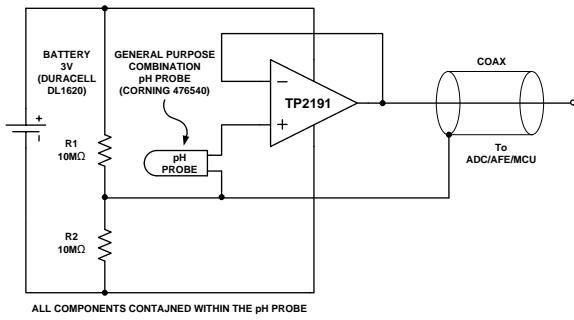 BATTERY
3V
(DURACELL
DL1620)
GENERAL PURPOSE
COMBINATION
pH PROBE
(CORNING 476540)
COAX
+
−
−
+
TP2191
R1
10MΩ
pH
PROBE
To
ADC/AFE/MCU
R2
10MΩ
ALL COMPONENTS CONTAJNED WITHIN THE pH PROBE